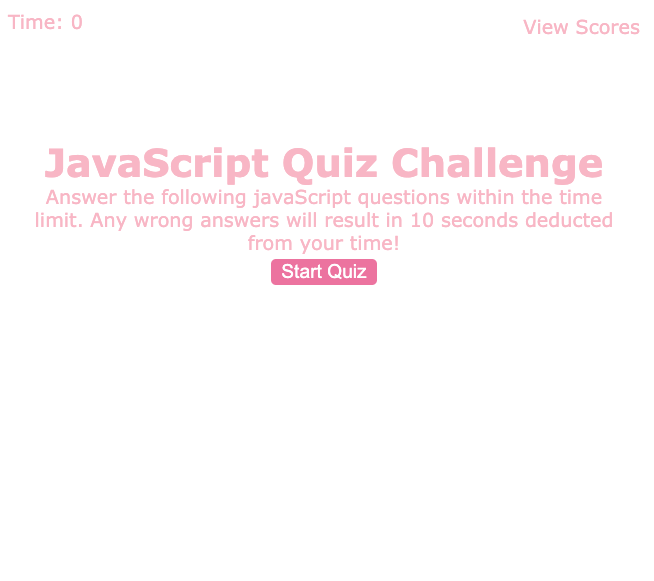 Time: 0
View Scores
JavaScript Quiz Challenge
Answer the following javaScript questions within the time
limit. Any wrong answers will result in 10 seconds deducted
from your time!
Start Quiz